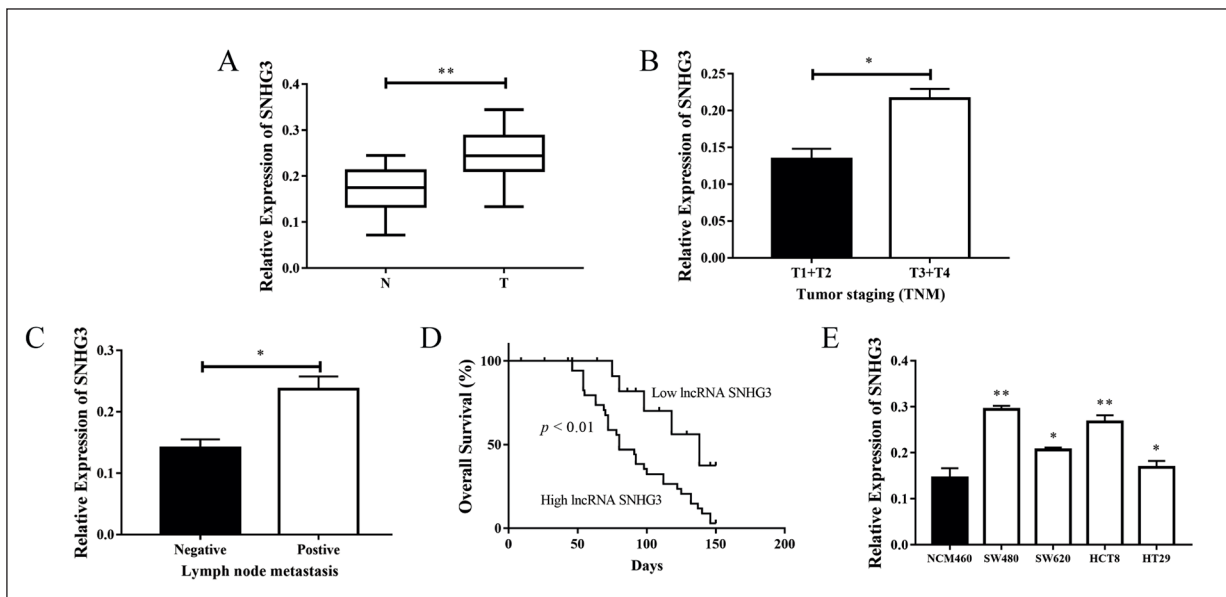 A
Relative Expression of SNHG3
0.4
0.3
0.2
0.1
0.0
**
N
T
B
Relative Expression of SNHG3
0.25
0.20
0.15
0.10
0.05
0.00
*
T1+T2
T3+T4
Tumor staging (TNM)
C
Relative Expression of SNHG3
0.3
0.2
0.1
0.0
*
Negative
Postive
Lymph node metastasis
D
Overall Survival (%)
100
50
0
Low lncRNA SNHG3
p < 0.01
High lncRNA SNHG3
0
50
100
150
200
Days
E
Relative Expression of SNHG3
0.4
0.3
0.2
0.1
0.0
**
*
**
*
NCM460
SW480
SW620
HCT8
HT29